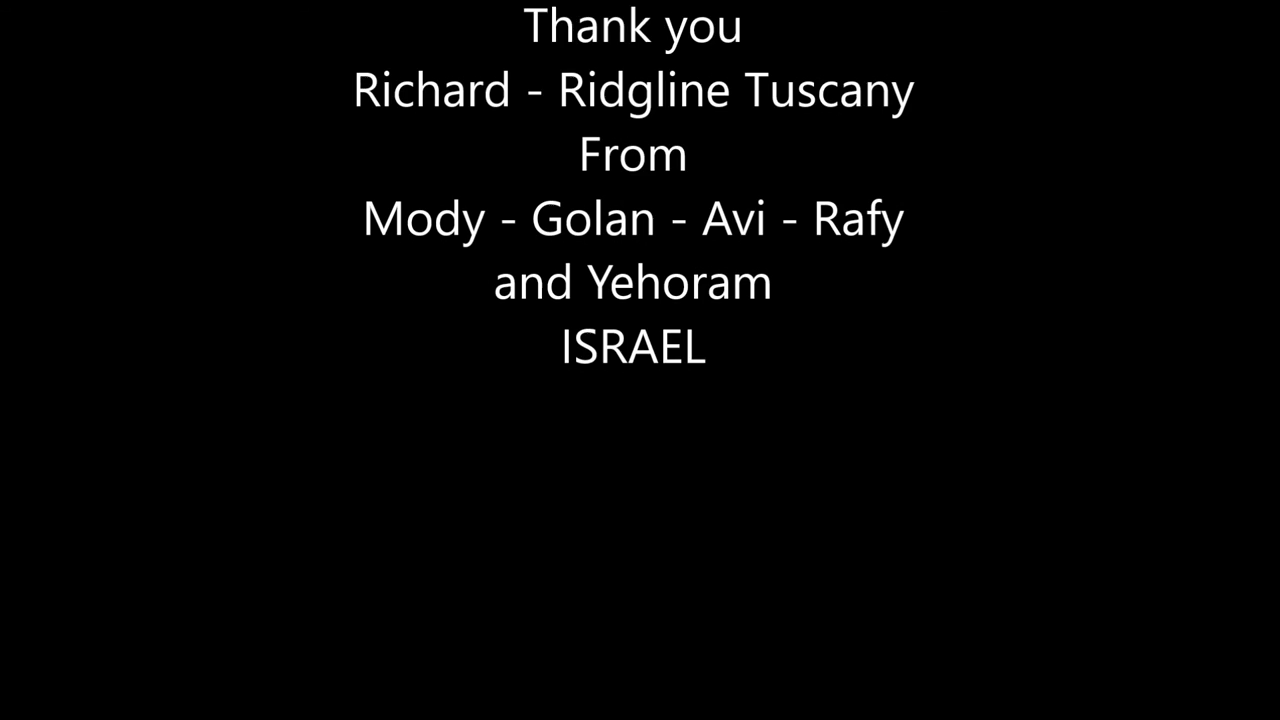 Thank you
Richard - Ridgline Tuscany
From
Mody - Golan - Avi - Rafy
and Yehoram
ISRAEL